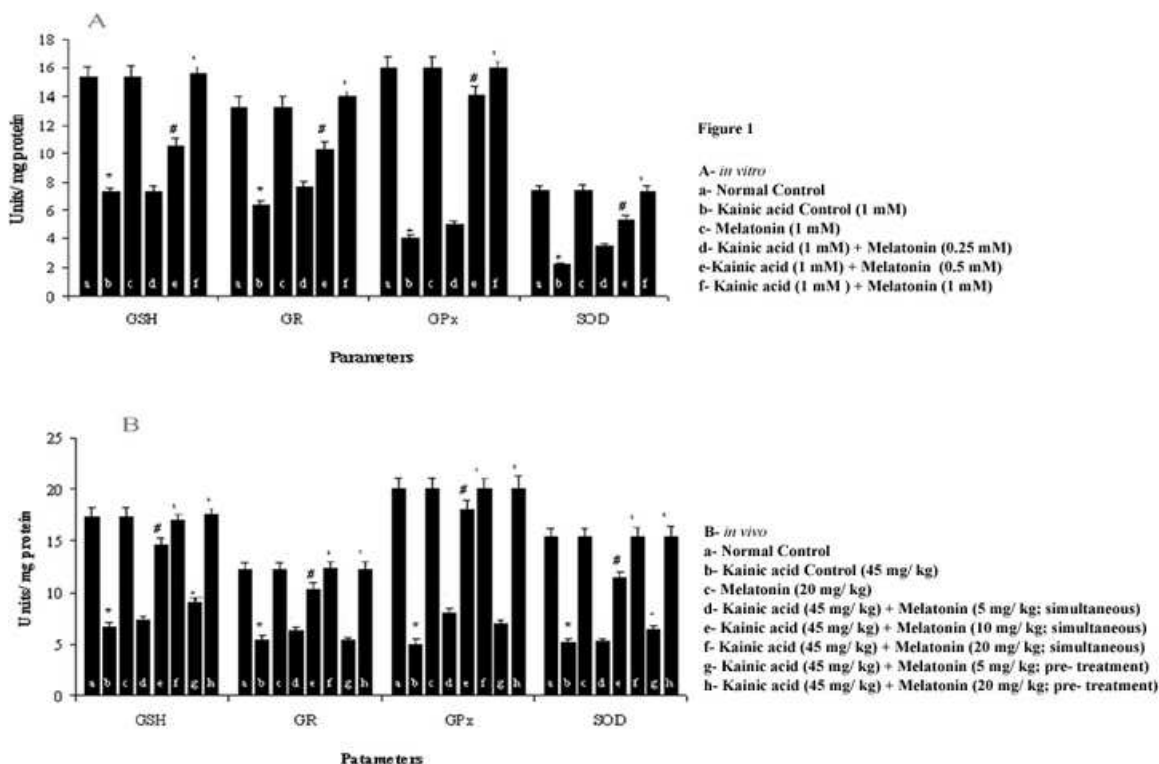 A
18
16
14
12
10
8
6
4
2
0
Units/ mg protein
* # ' * # ' * # ' * # '
a b c d e f a b c d e f a b c d e f a b c d e f
GSH GR GPx SOD
Parameters
Figure 1
A- in vitro
a- Normal Control
b- Kainic acid Control (1 mM)
c- Melatonin (1 mM)
d- Kainic acid (1 mM) + Melatonin (0.25 mM)
e-Kainic acid (1 mM) + Melatonin (0.5 mM)
f- Kainic acid (1 mM ) + Melatonin (1 mM)
B
25
20
15
10
5
0
Units/ mg protein
a b c d e f g h a b c d e f g h a b c d e f g h a b c d e f g h
GSH GR GPx SOD
Patameters
B- in vivo
a- Normal Control
b- Kainic acid Control (45 mg/ kg)
c- Melatonin (20 mg/ kg)
d- Kainic acid (45 mg/ kg) + Melatonin (5 mg/ kg; simultaneous)
e- Kainic acid (45 mg/ kg) + Melatonin (10 mg/ kg; simultaneous)
f- Kainic acid (45 mg/ kg) + Melatonin (20 mg/ kg; simultaneous)
g- Kainic acid (45 mg/ kg) + Melatonin (5 mg/ kg; pre- treatment)
h- Kainic acid (45 mg/ kg) + Melatonin (20 mg/ kg; pre- treatment)